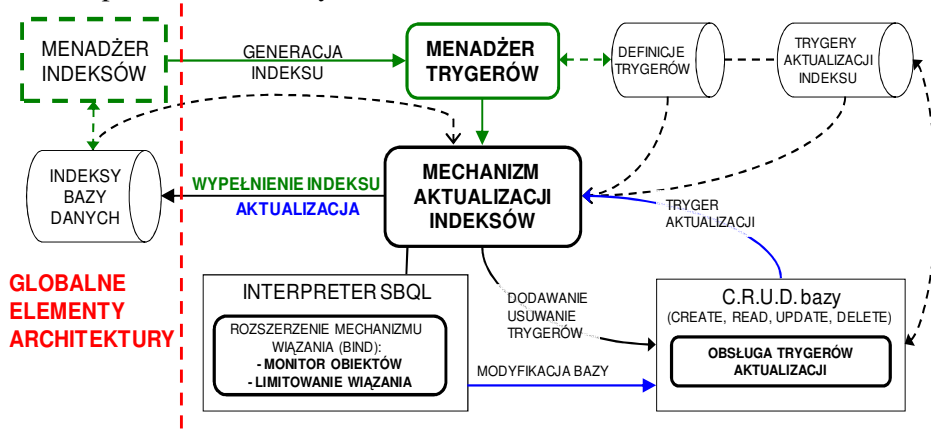 MENADŻER
INDEKSÓW
GENERACJA
INDEKSU
MENADŻER
TRYGERÓW
DEFINICJE
TRYGERÓW
TRYGERY
AKTUALIZACJI
INDEKSU
INDEKSY
BAZY
DANYCH
WYPEŁNIENIE INDEKSU
AKTUALIZACJA
MECHANIZM
AKTUALIZACJI
INDEKSÓW
TRYGER
AKTUALIZACJI
GLOBALNE
ELEMENTY
ARCHITEKTURY
INTERPRETER SBQL
ROZSZERZENIE MECHANIZMU
WIĄZANIA (BIND):
- MONITOR OBIEKTÓW
- LIMITOWANIE WIĄZANIA
DODAWANIE
USUWANIE
TRYGERÓW
MODYFIKACJA BAZY
C.R.U.D. bazy
(CREATE, READ, UPDATE, DELETE)
OBSŁUGA TRYGERÓW
AKTUALIZACJI